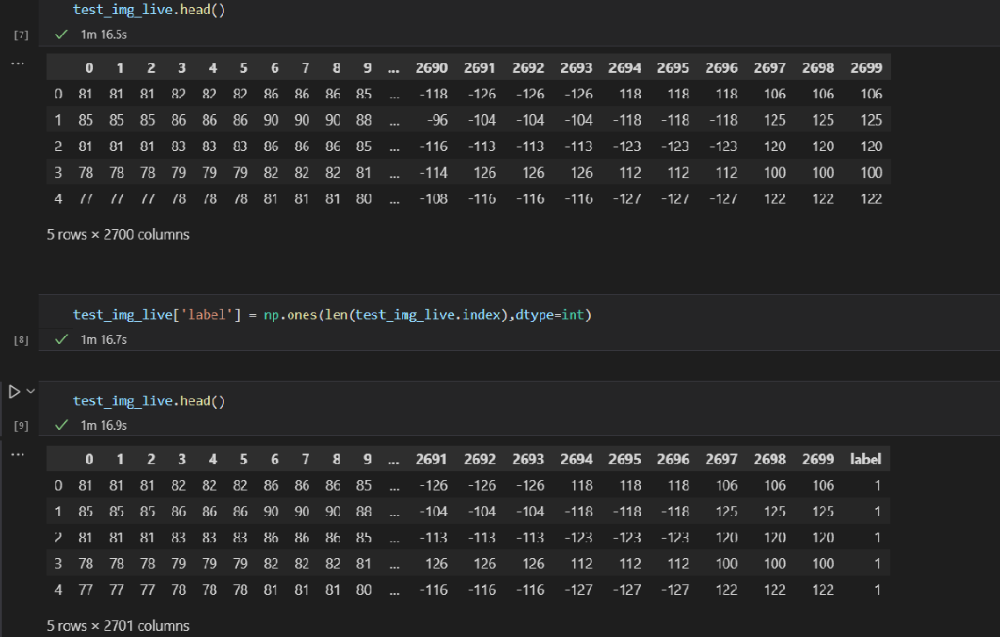 test_img_live.head()
[7] 1m 16.5s
... 0 1 2 3 4 5 6 7 8 9 ... 2690 2691 2692 2693 2694 2695 2696 2697 2698 2699
0 81 81 81 82 82 82 86 86 86 85 ... -118 -126 -126 -126 118 118 118 106 106 106
1 85 85 85 86 86 86 90 90 90 88 ... -96 -104 -104 -104 -118 -118 -118 125 125 125
2 81 81 81 83 83 83 86 86 86 85 ... -116 -113 -113 -113 -123 -123 -123 120 120 120
3 78 78 78 79 79 79 82 82 82 81 ... -114 126 126 126 112 112 112 100 100 100
4 77 77 77 78 78 78 81 81 81 80 ... -108 -116 -116 -116 -127 -127 -127 122 122 122
5 rows × 2700 columns
test_img_live['label'] = np.ones(len(test_img_live.index),dtype=int)
[8] 1m 16.7s
test_img_live.head()
[9] 1m 16.9s
... 0 1 2 3 4 5 6 7 8 9 ... 2691 2692 2693 2694 2695 2696 2697 2698 2699 label
0 81 81 81 82 82 82 86 86 86 85 ... -126 -126 -126 118 118 118 106 106 106 1
1 85 85 85 86 86 86 90 90 90 88 ... -104 -104 -104 -118 -118 -118 125 125 125 1
2 81 81 81 83 83 83 86 86 86 85 ... -113 -113 -113 -123 -123 -123 120 120 120 1
3 78 78 78 79 79 79 82 82 82 81 ... 126 126 126 112 112 112 100 100 100 1
4 77 77 77 78 78 78 81 81 81 80 ... -116 -116 -116 -127 -127 -127 122 122 122 1
5 rows × 2701 columns